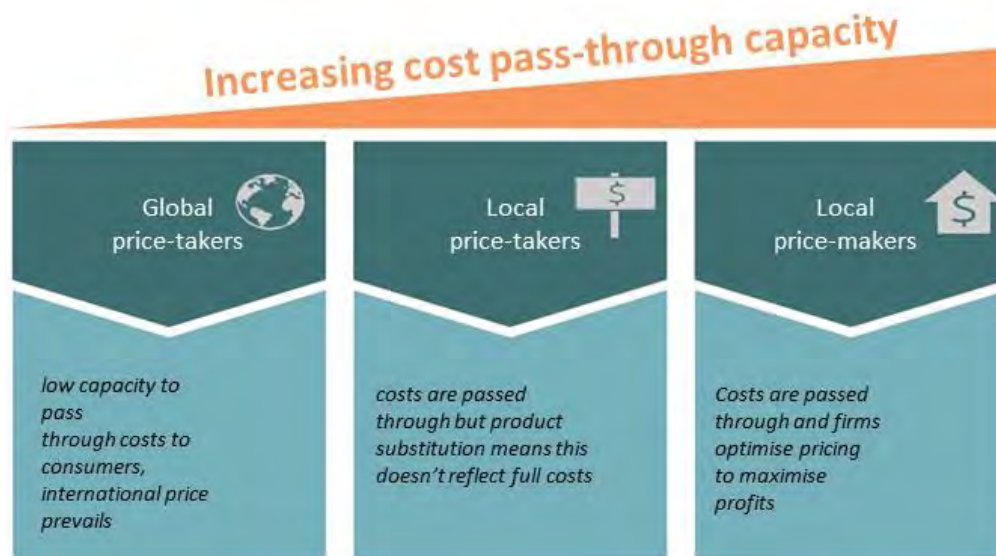 Increasing cost pass-through capacity
Global
price-takers
Local
price-takers
$
Local
price-makers
$
low capacity to
pass
through costs to
consumers,
international price
prevails
costs are passed
through but product
substitution means this
doesn't reflect full costs
Costs are passed
through and firms
optimise pricing
to maximise
profits